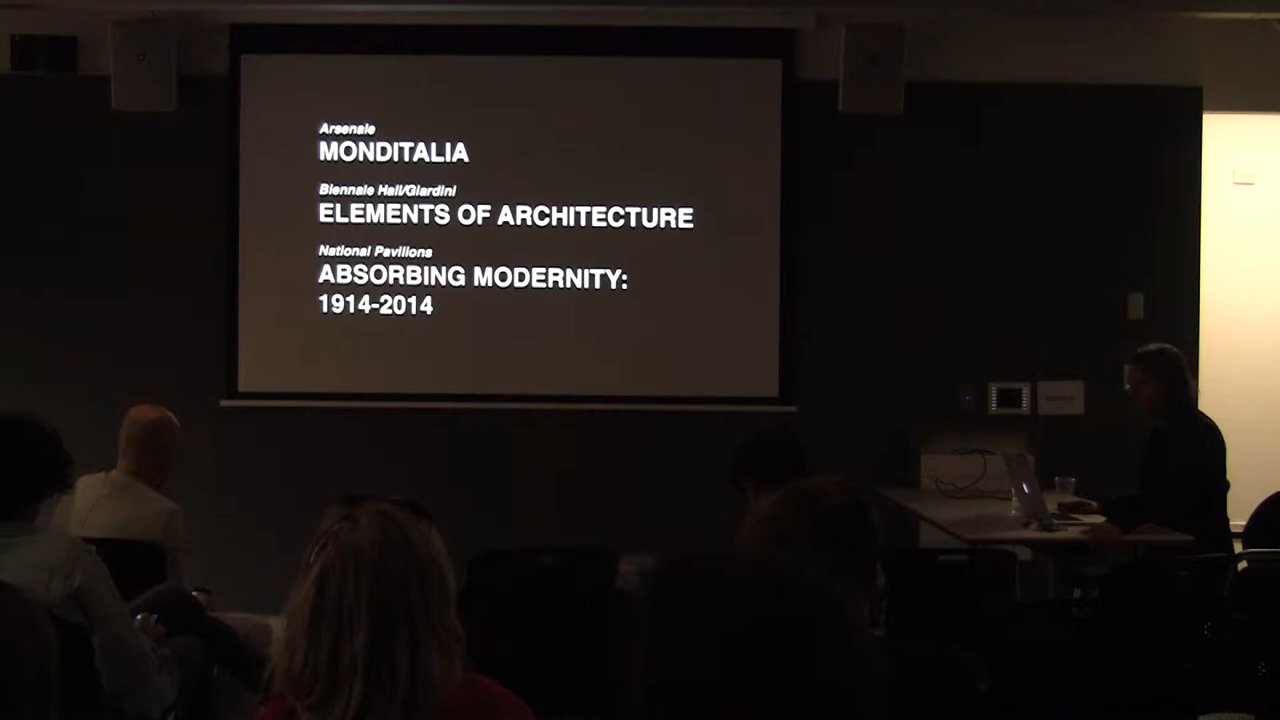 Arsenale
MONDITALIA
Biennale Hall/Giardini
ELEMENTS OF ARCHITECTURE
National Pavilions
ABSORBING MODERNITY:
1914-2014